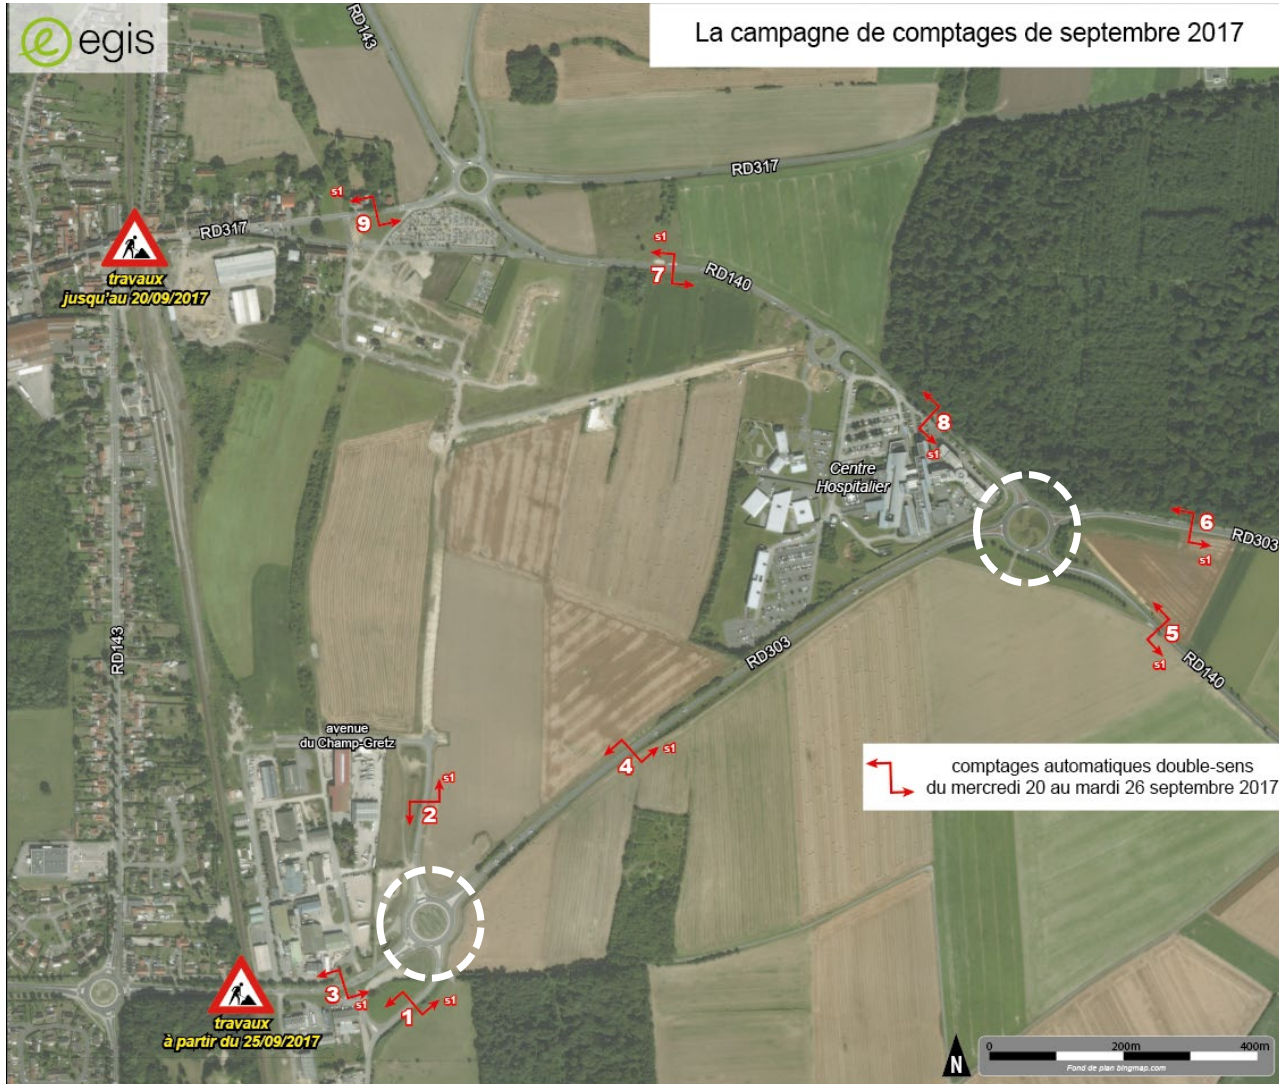 egis
La campagne de comptages de septembre 2017
RD143
RD317
s1
9
RD317
travaux
jusqu'au 20/09/2017
s1
7
RD140
8
s1
Centre
Hospitalier
6
s1
RD303
5
s1
RD140
RD143
RD303
avenue
du Champ-Gretz
4
s1
s1
2
comptages automatiques double-sens
du mercredi 20 au mardi 26 septembre 2017
3
s1
s1
1
travaux
à partir du 25/09/2017
N
0 200m 400m
Fond de plan bingmap.com